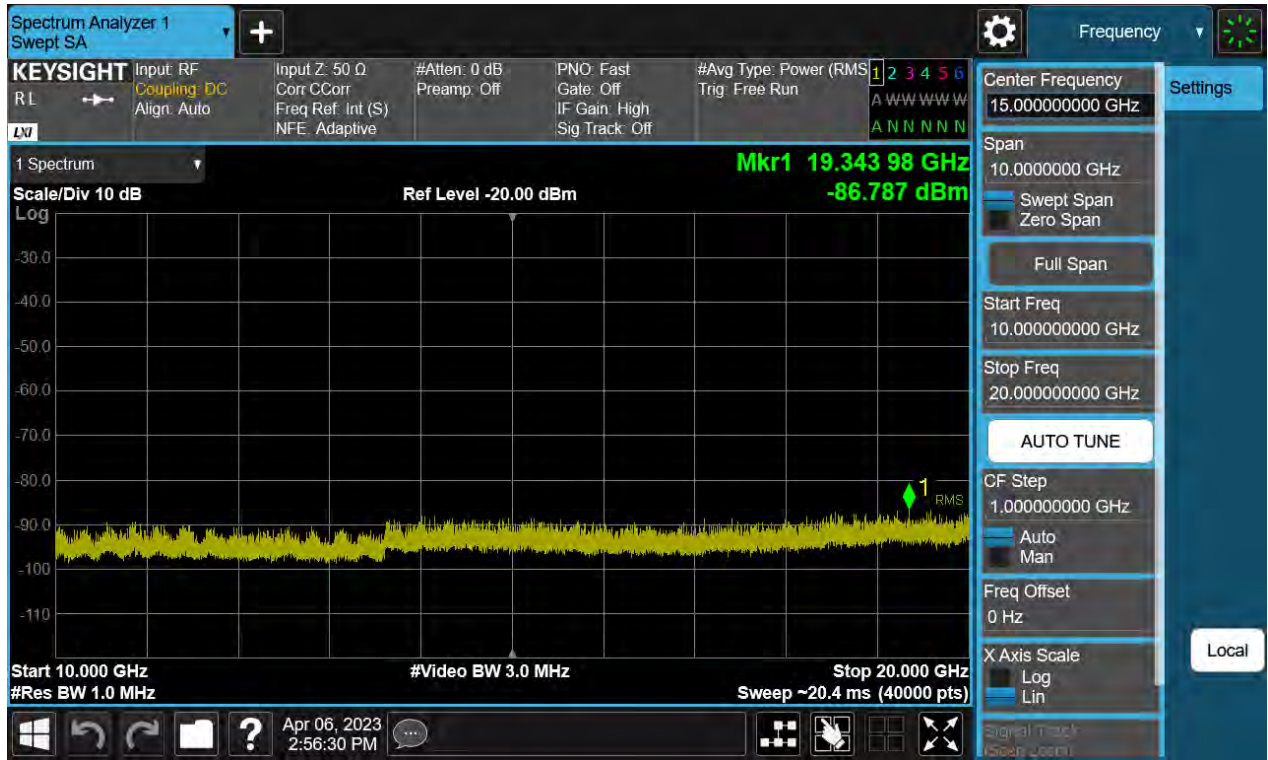 Spectrum Analyzer 1
Swept SA
+
Frequency
KEYSIGHT
RL
LXI
Input: RF
Coupling: DC
Align: Auto
Input Z: 50 Ω
Corr CCorr
Freq Ref: Int (S)
NFE: Adaptive
#Atten: 0 dB
Preamp: Off
PNO: Fast
Gate: Off
IF Gain: High
Sig Track: Off
#Avg Type: Power (RMS
Trig: Free Run
1 2 3 4 5 6
A W W W W W
A N N N N N
1 Spectrum
Mkr1 19.343 98 GHz
-86.787 dBm
Scale/Div 10 dB
Ref Level -20.00 dBm
Log
-30.0
-40.0
-50.0
-60.0
-70.0
-80.0
-90.0
-100
-110
1
RMS
Start 10.000 GHz
#Video BW 3.0 MHz
Stop 20.000 GHz
#Res BW 1.0 MHz
Sweep ~20.4 ms (40000 pts)
?
Apr 06, 2023
2:56:30 PM
Center Frequency
15.000000000 GHz
Span
10.0000000 GHz
Swept Span
Zero Span
Full Span
Start Freq
10.000000000 GHz
Stop Freq
20.000000000 GHz
AUTO TUNE
CF Step
1.000000000 GHz
Auto
Man
Freq Offset
0 Hz
X Axis Scale
Log
Lin
Signal Track
(Span Zoom)
Settings
Local